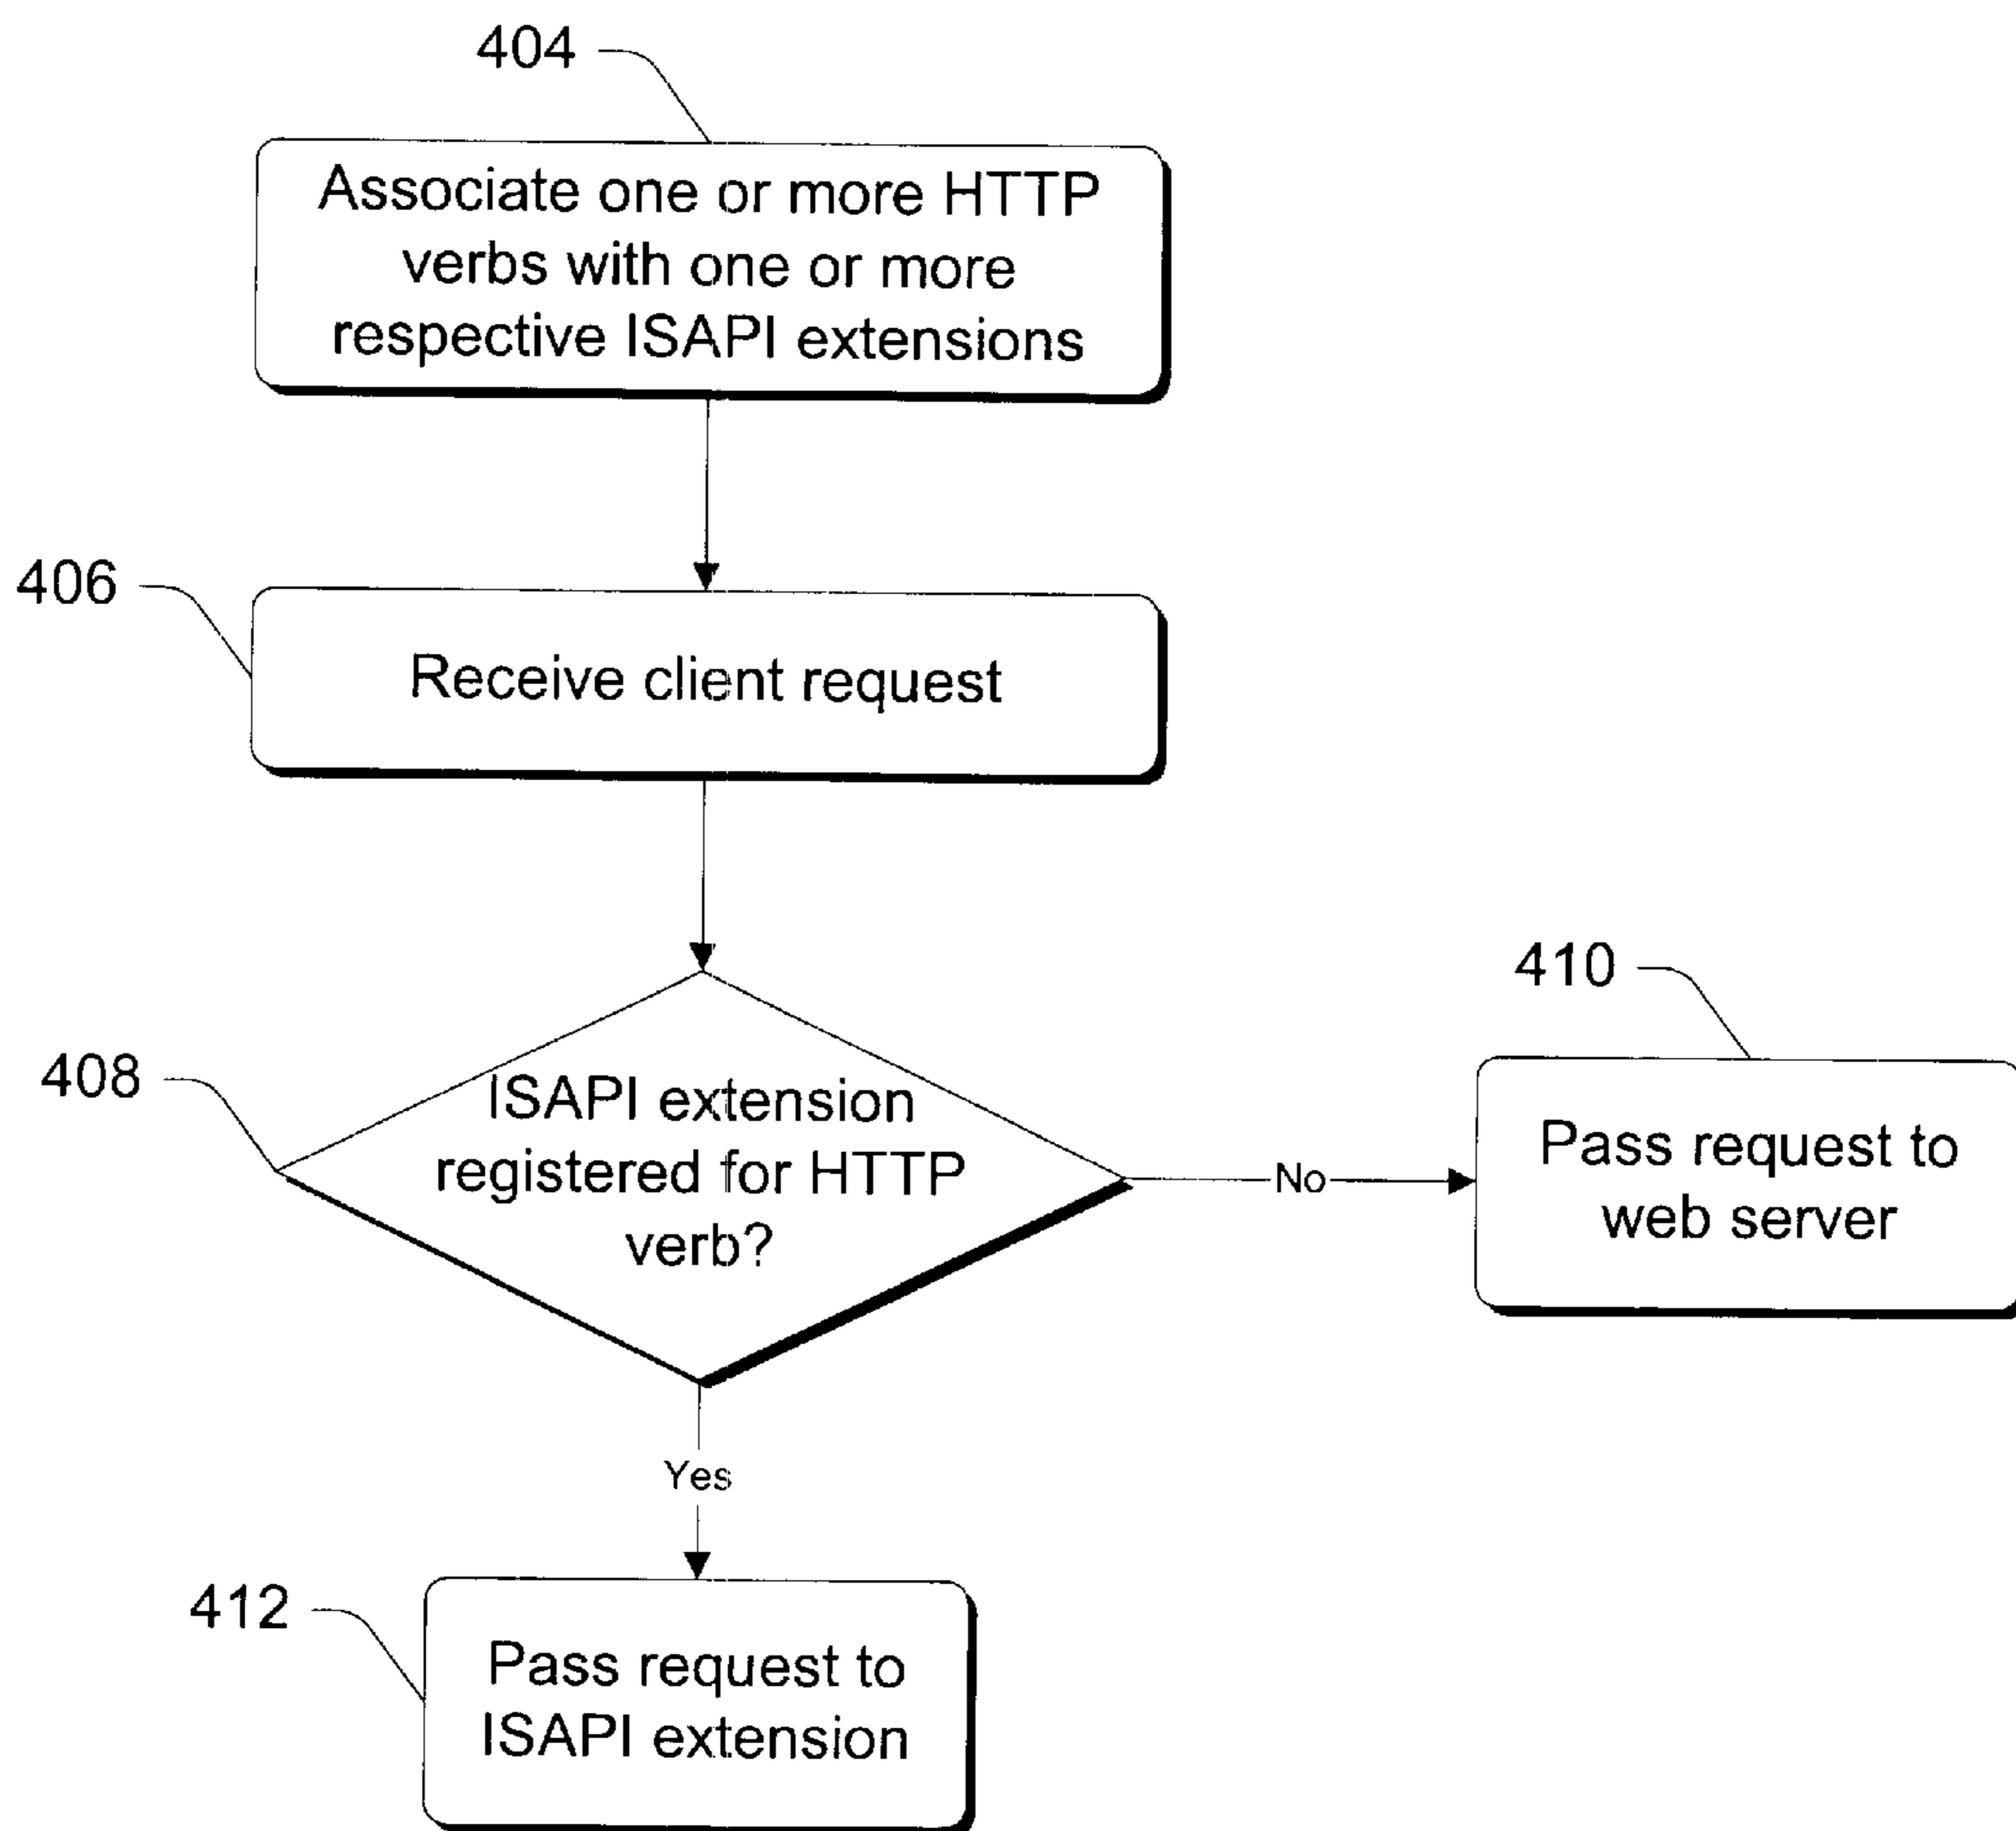 404
Associate one or more HTTP
verbs with one or more
respective ISAPI extensions
406
Receive client request
408
ISAPI extension
registered for HTTP
verb?
No
410
Pass request to
web server
Yes
412
Pass request to
ISAPI extension